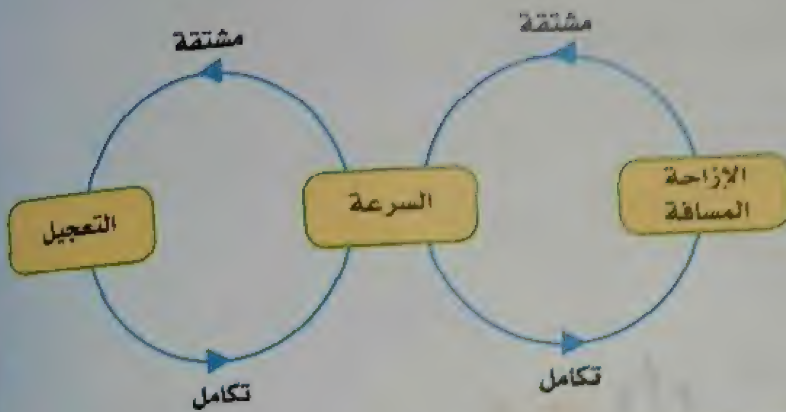 مشتقة
مشتقة
الإزاحة
المسافة
السرعة
التعجيل
تكامل
تكامل